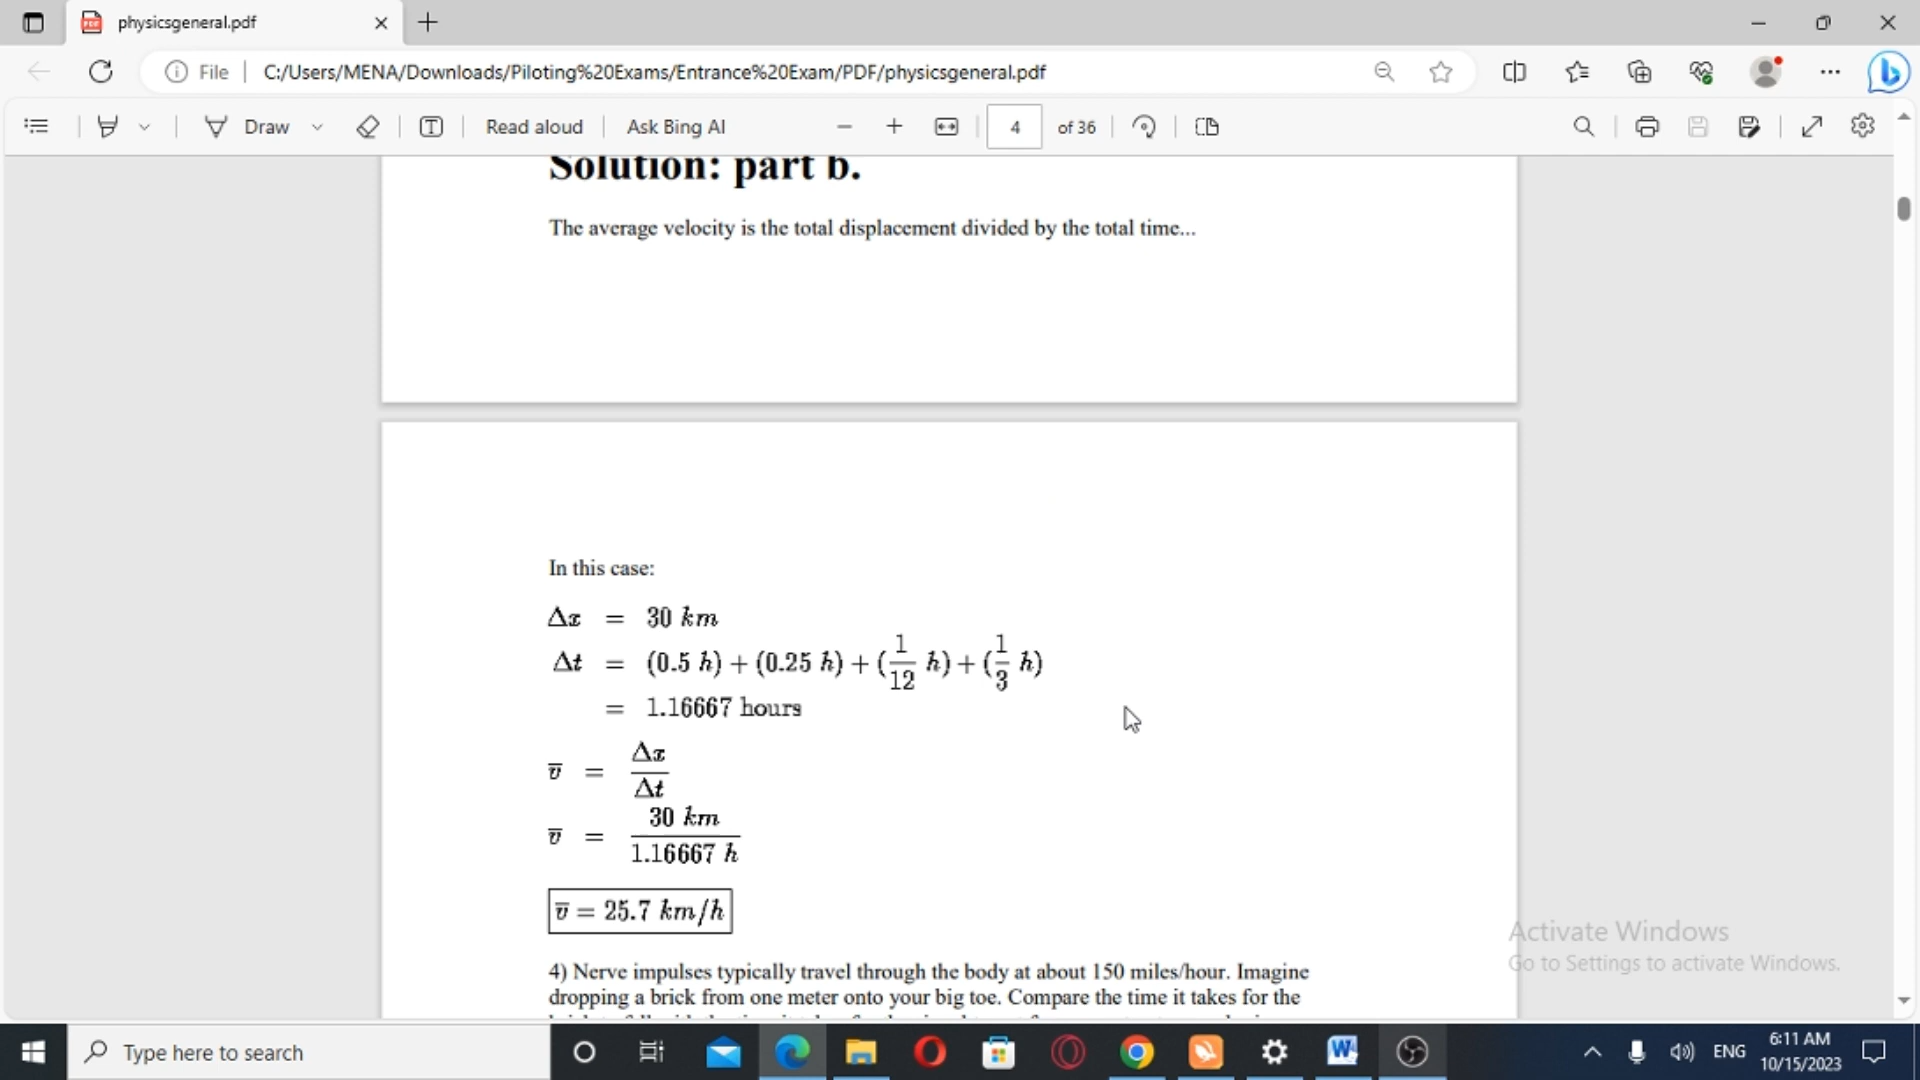 physicsgeneral.pdf
File
C:/Users/MENA/Downloads/Piloting%20Exams/Entrance%20Exam/PDF/physicsgeneral.pdf
Draw
Read aloud
Ask Bing AI
4 of 36
Solution: part b.
The average velocity is the total displacement divided by the total time...
In this case:
Δx = 30 km
Δt = (0.5 h) + (0.25 h) + (1/12 h) + (1/3 h)
= 1.16667 hours
v̅ = Δx/Δt
v̅ = 30 km/1.16667 h
v̅ = 25.7 km/h
4) Nerve impulses typically travel through the body at about 150 miles/hour. Imagine
dropping a brick from one meter onto your big toe. Compare the time it takes for the
Activate Windows
Go to Settings to activate Windows.
Type here to search
ENG
6:11 AM
10/15/2023